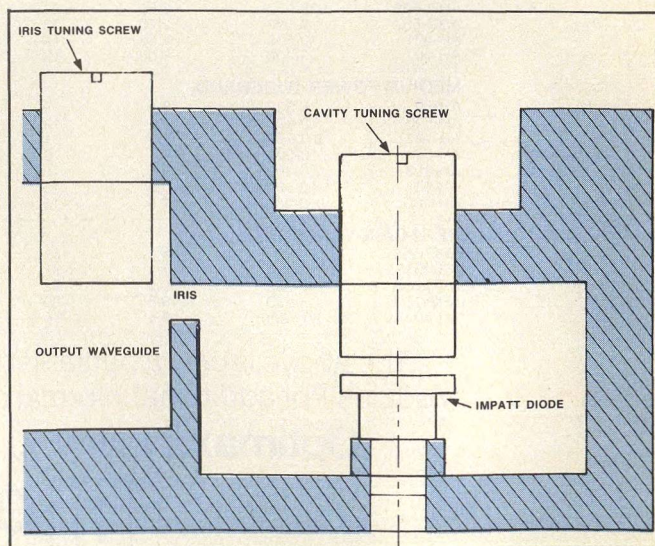 IRIS TUNING SCREW
CAVITY TUNING SCREW
IRIS
OUTPUT WAVEGUIDE
IMPATT DIODE